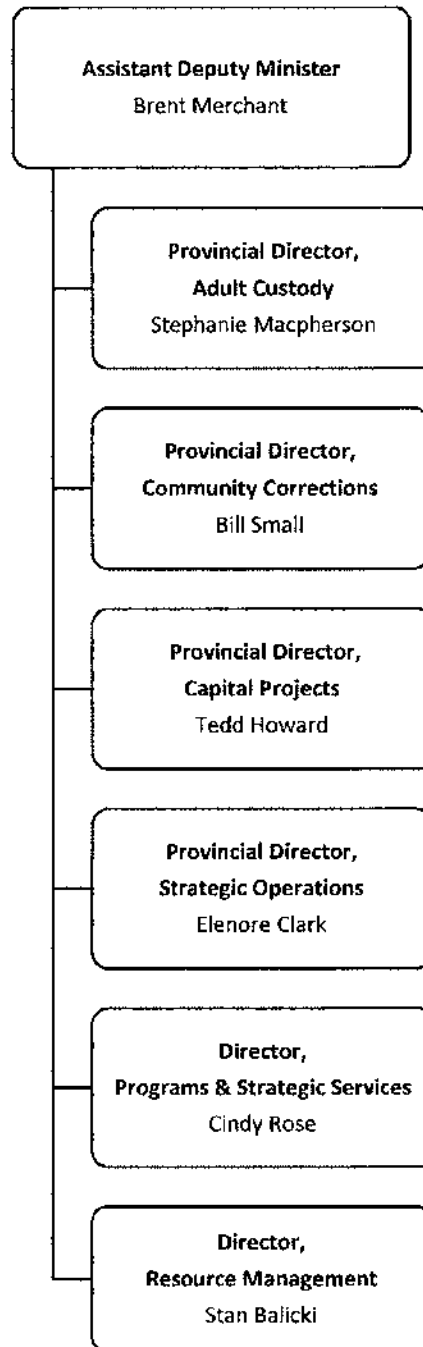 Assistant Deputy Minister
Brent Merchant
Provincial Director,
Adult Custody
Stephanie Macpherson
Provincial Director,
Community Corrections
Bill Small
Provincial Director,
Capital Projects
Tedd Howard
Provincial Director,
Strategic Operations
Elenore Clark
Director,
Programs & Strategic Services
Cindy Rose
Director,
Resource Management
Stan Balicki